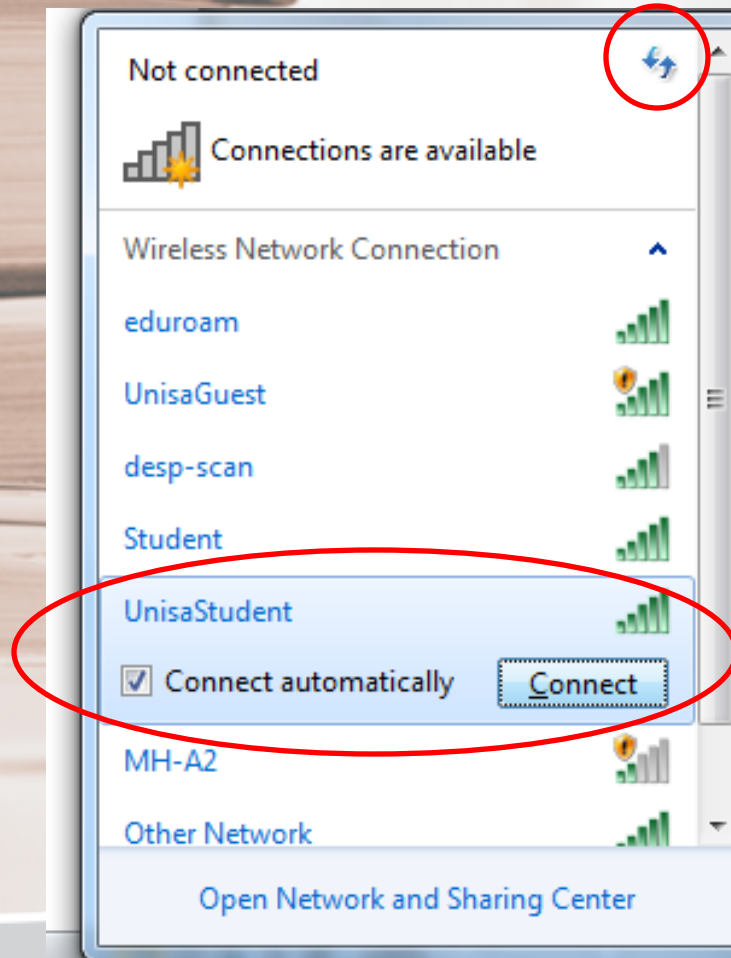 Not connected
Connections are available
Wireless Network Connection
eduroam
UnisaGuest
desp-scan
Student
UnisaStudent
Connect automatically Connect
MH-A2
Other Network
Open Network and Sharing Center